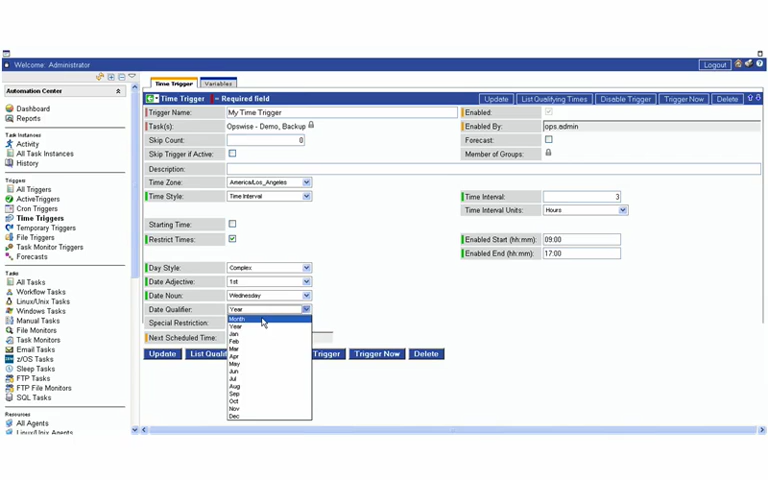 Welcome: Administrator
Logout
Automation Center
Dashboard
Reports
Task Instances
Activity
All Task Instances
History
Triggers
All Triggers
ActiveTriggers
Cron Triggers
Time Triggers
Temporary Triggers
File Triggers
Task Monitor Triggers
Forecasts
Tasks
All Tasks
Workflow Tasks
Linux/Unix Tasks
Windows Tasks
Manual Tasks
File Monitors
Task Monitors
Email Tasks
z/OS Tasks
Sleep Tasks
FTP Tasks
FTP File Monitors
SQL Tasks
Resources
All Agents
Linux/Unix Agents
Time Trigger Variables
Time Trigger = Required field
Update List Qualifying Times Disable Trigger Trigger Now Delete
Trigger Name: My Time Trigger Enabled:
Task(s): Opswise - Demo, Backup Enabled By: ops.admin
Skip Count: 0 Forecast:
Skip Trigger if Active: Member of Groups:
Description:
Time Zone: America/Los_Angeles
Time Style: Time Interval Time Interval: 3
Time Interval Units: Hours
Starting Time:
Restrict Times: Enabled Start (hh:mm): 09:00
Enabled End (hh:mm): 17:00
Day Style: Complex
Date Adjective: 1st
Date Noun: Wednesday
Date Qualifier: Year
Special Restriction:
Next Scheduled Time:
Month
Year
Jan
Feb
Mar
Apr
May
Jun
Jul
Aug
Sep
Oct
Nov
Dec
Update List Quali Trigger Trigger Now Delete